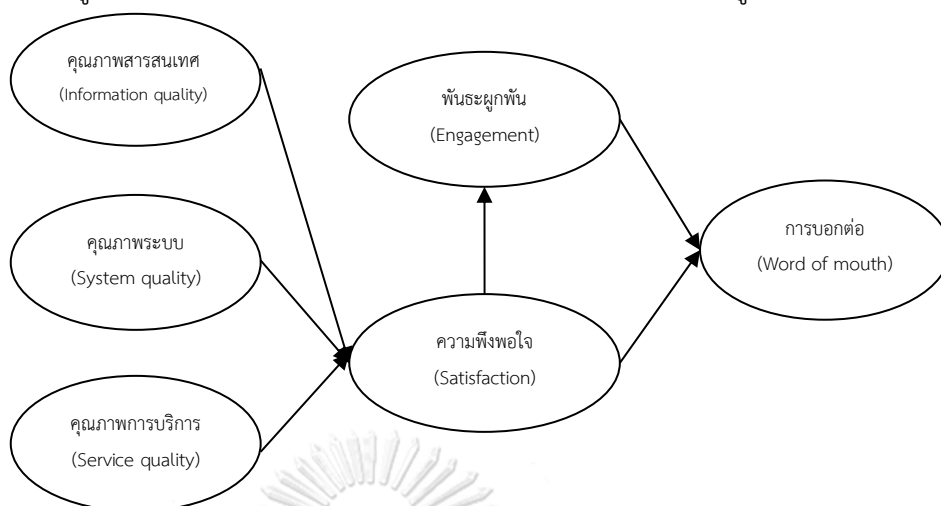 คุณภาพสารสนเทศ
(Information quality)
พันธะผูกพัน
(Engagement)
คุณภาพระบบ
(System quality)
การบอกต่อ
(Word of mouth)
ความพึงพอใจ
(Satisfaction)
คุณภาพการบริการ
(Service quality)